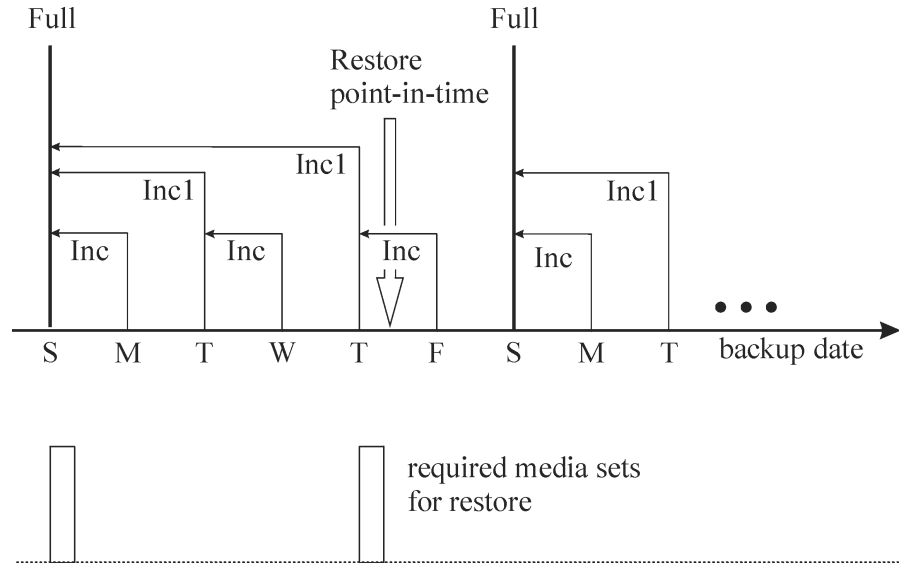 Full
Full
Restore
point-in-time
Inc1
Inc1
Inc1
Inc
Inc
Inc
Inc
S M T W T F S M T
backup date
required media sets
for restore